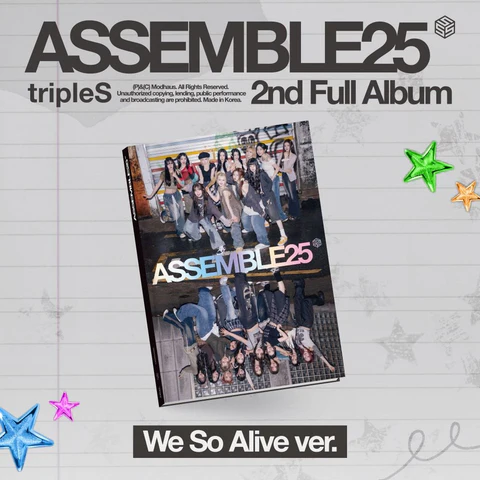 ASSEMBLE25
tripleS
(P)&(C) Modhaus. All Rights Reserved.
Unauthorized copying, lending, public performance
and broadcasting are prohibited. Made in Korea.
2nd Full Album
ASSEMBLE25
We So Alive ver.